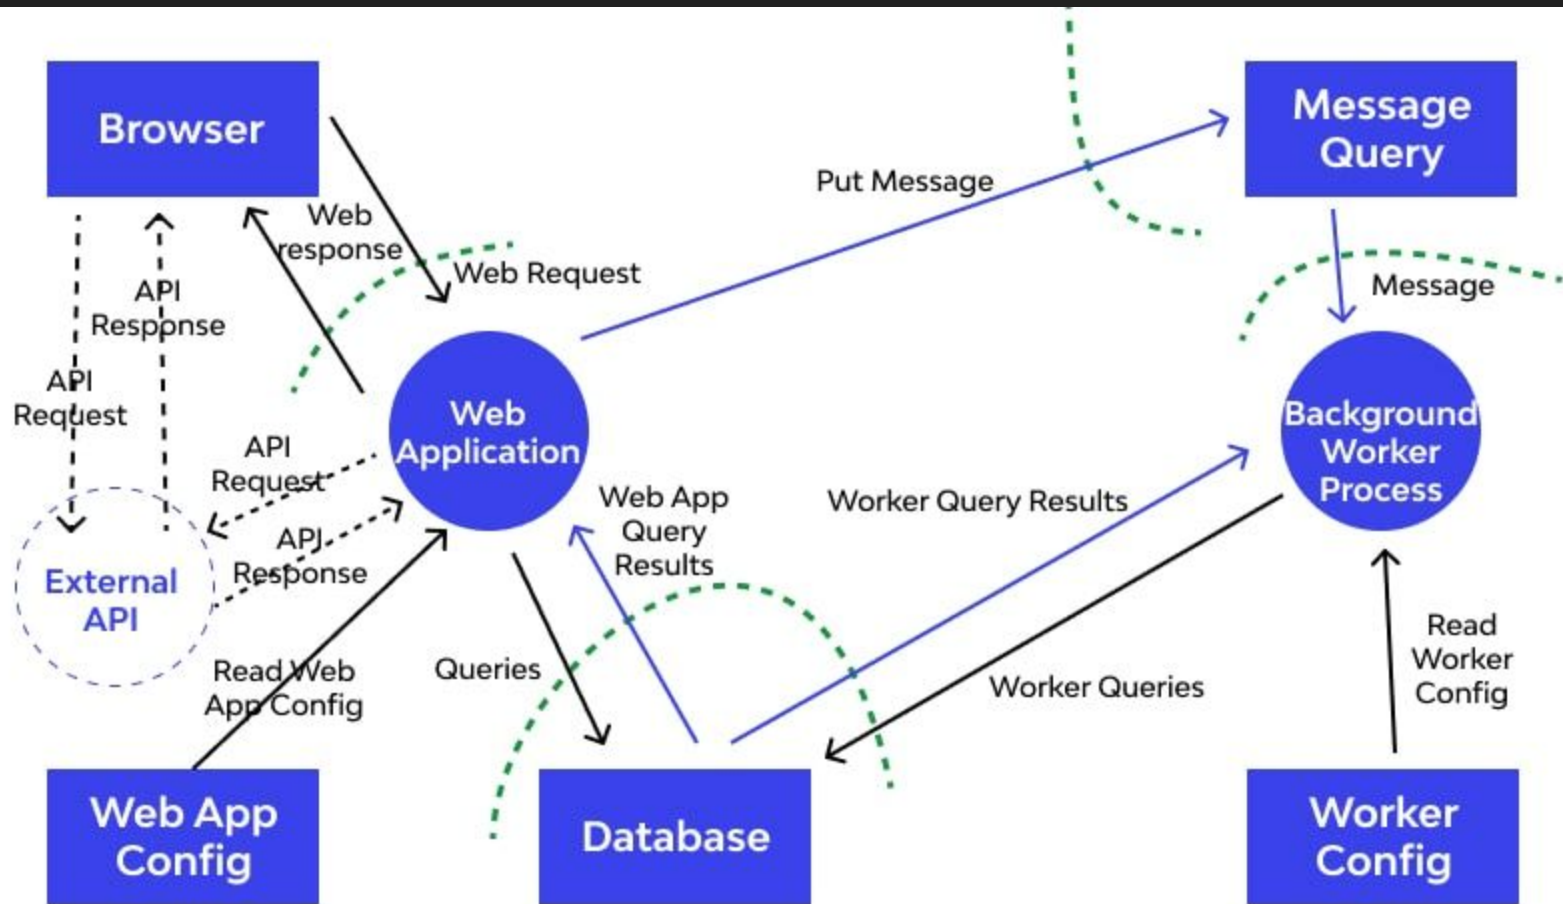 Browser
Message
Query
Put Message
Web
response
Web Request
API
Response
Message
API
Request
Web
Application
Background
Worker
Process
API
Request
Web App
Query
Results
Worker Query Results
API
Response
External
API
Read Web
App Config
Queries
Worker Queries
Read
Worker
Config
Web App
Config
Database
Worker
Config